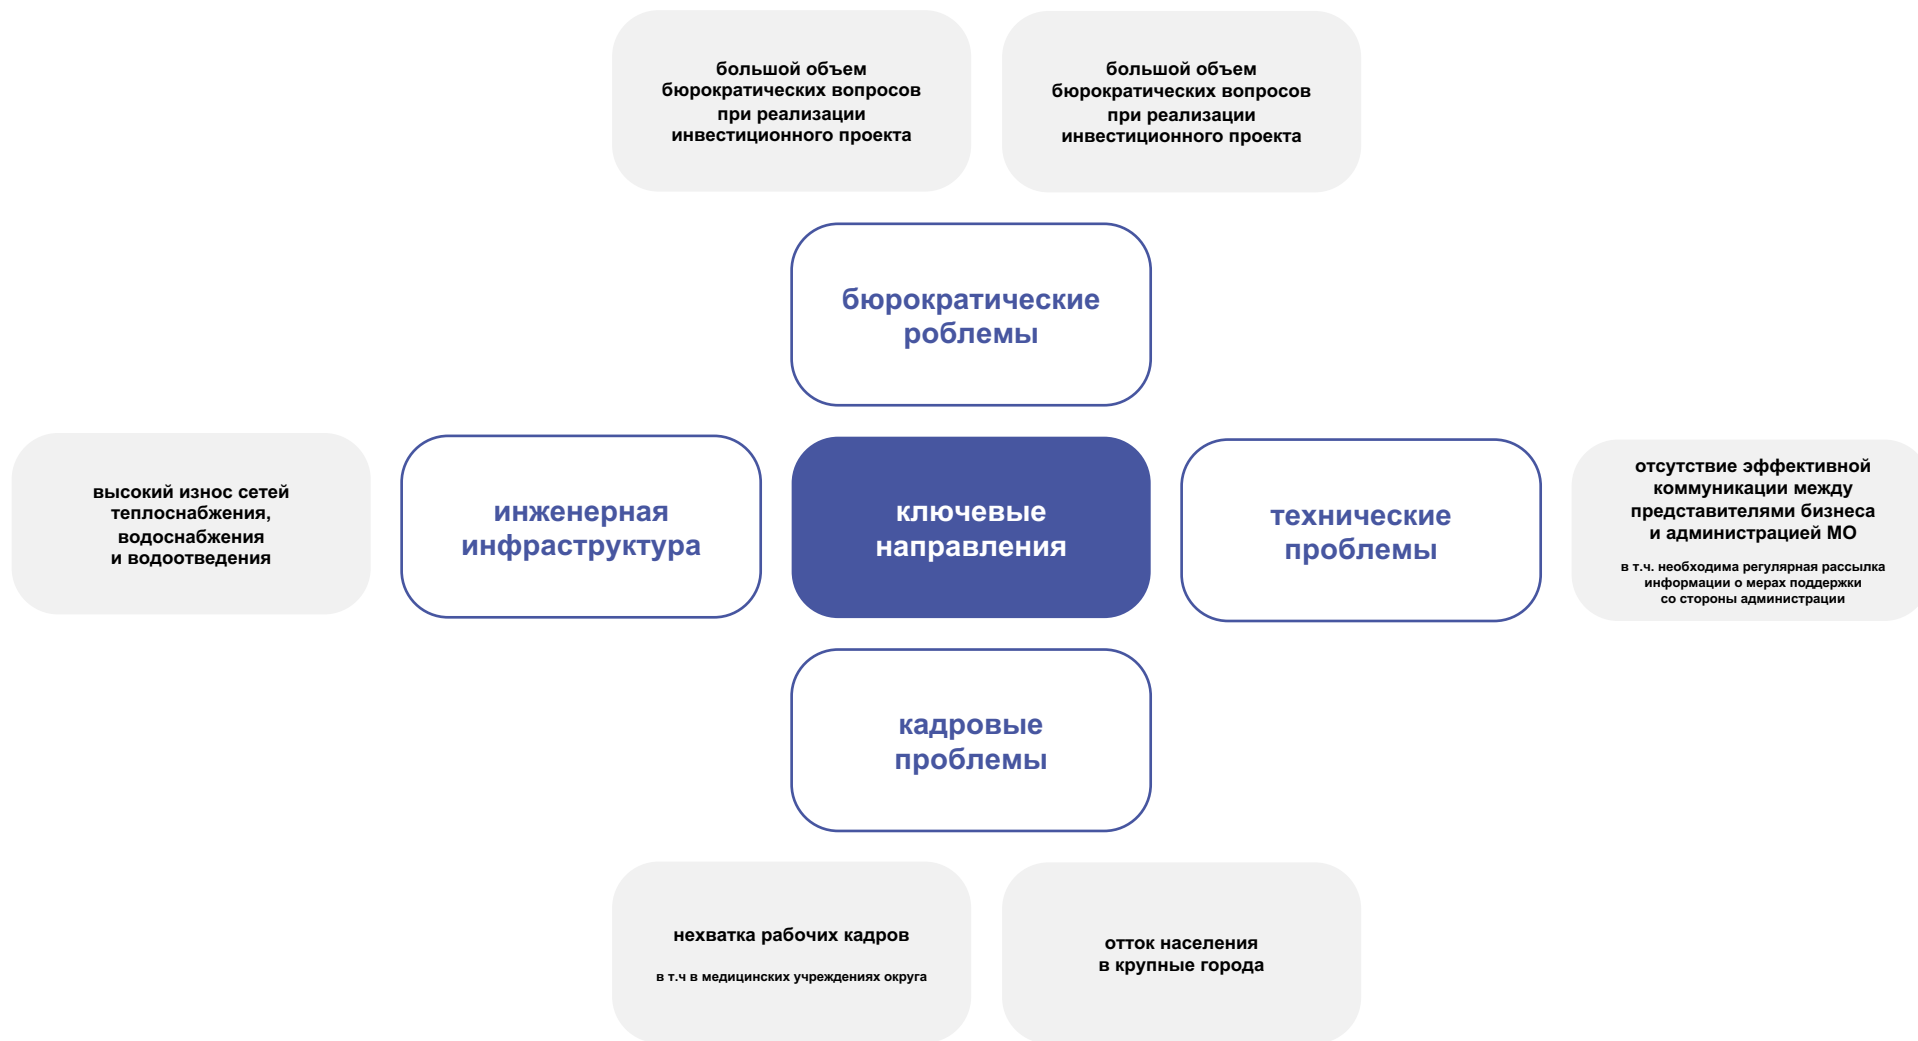 большой объем
бюрократических вопросов
при реализации
инвестиционного проекта
большой объем
бюрократических вопросов
при реализации
инвестиционного проекта
бюрократические
роблемы
высокий износ сетей
теплоснабжения,
водоснабжения
и водоотведения
инженерная
инфраструктура
ключевые
направления
технические
проблемы
отсутствие эффективной
коммуникации между
представителями бизнеса
и администрацией МО
в т.ч. необходима регулярная рассылка
информации о мерах поддержки
со стороны администрации
кадровые
проблемы
нехватка рабочих кадров
в т.ч в медицинских учреждениях округа
отток населения
в крупные города